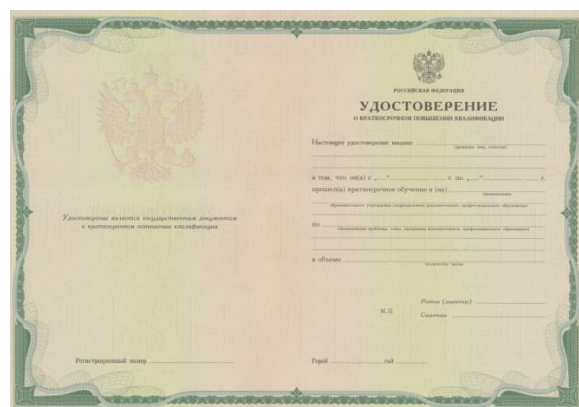 Удостоверение является государственным документом
о краткосрочном повышении квалификации
Регистрационный номер
РОССИЙСКАЯ ФЕДЕРАЦИЯ
УДОСТОВЕРЕНИЕ
О КРАТКОСРОЧНОМ ПОВЫШЕНИИ КВАЛИФИКАЦИИ
Настоящее удостоверение выдано
(фамилия, имя, отчество)
в том, что он(а) с „ “ г. по „ “ г.
прошел(а) краткосрочное обучение в (на)
(наименование
образовательного учреждения (подразделения) дополнительного профессионального образования)
по
(наименование проблемы, темы, программы дополнительного профессионального образования)
в объеме
(количество часов)
М.П.
Ректор (директор)
Секретарь
Город год